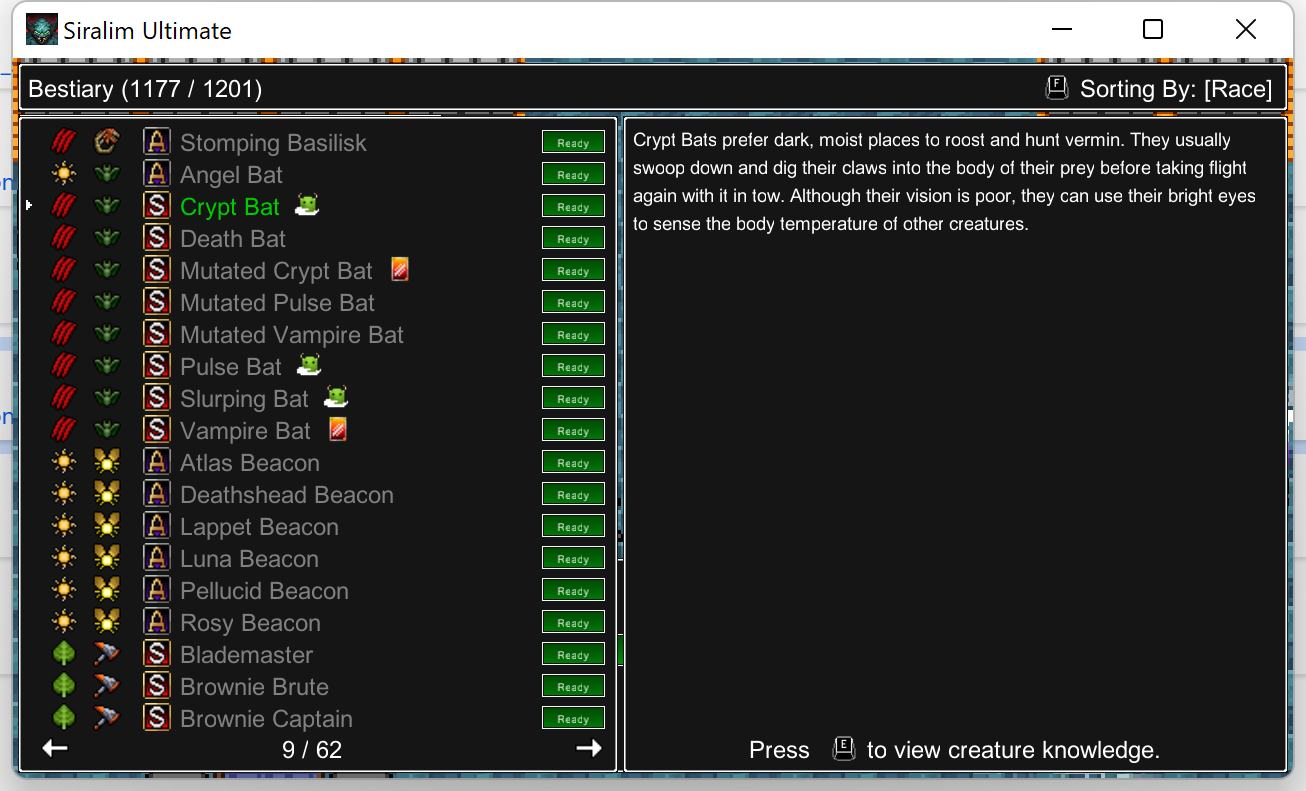 Siralim Ultimate
Bestiary (1177 / 1201)
F Sorting By: [Race]
A Stomping Basilisk Ready
A Angel Bat Ready
S Crypt Bat Ready
S Death Bat Ready
S Mutated Crypt Bat Ready
S Mutated Pulse Bat Ready
S Mutated Vampire Bat Ready
S Pulse Bat Ready
S Slurping Bat Ready
S Vampire Bat Ready
A Atlas Beacon Ready
A Deathshead Beacon Ready
A Lappet Beacon Ready
A Luna Beacon Ready
A Pellucid Beacon Ready
A Rosy Beacon Ready
S Blademaster Ready
S Brownie Brute Ready
S Brownie Captain Ready
9 / 62
Crypt Bats prefer dark, moist places to roost and hunt vermin. They usually
swoop down and dig their claws into the body of their prey before taking flight
again with it in tow. Although their vision is poor, they can use their bright eyes
to sense the body temperature of other creatures.
Press E to view creature knowledge.
on
on